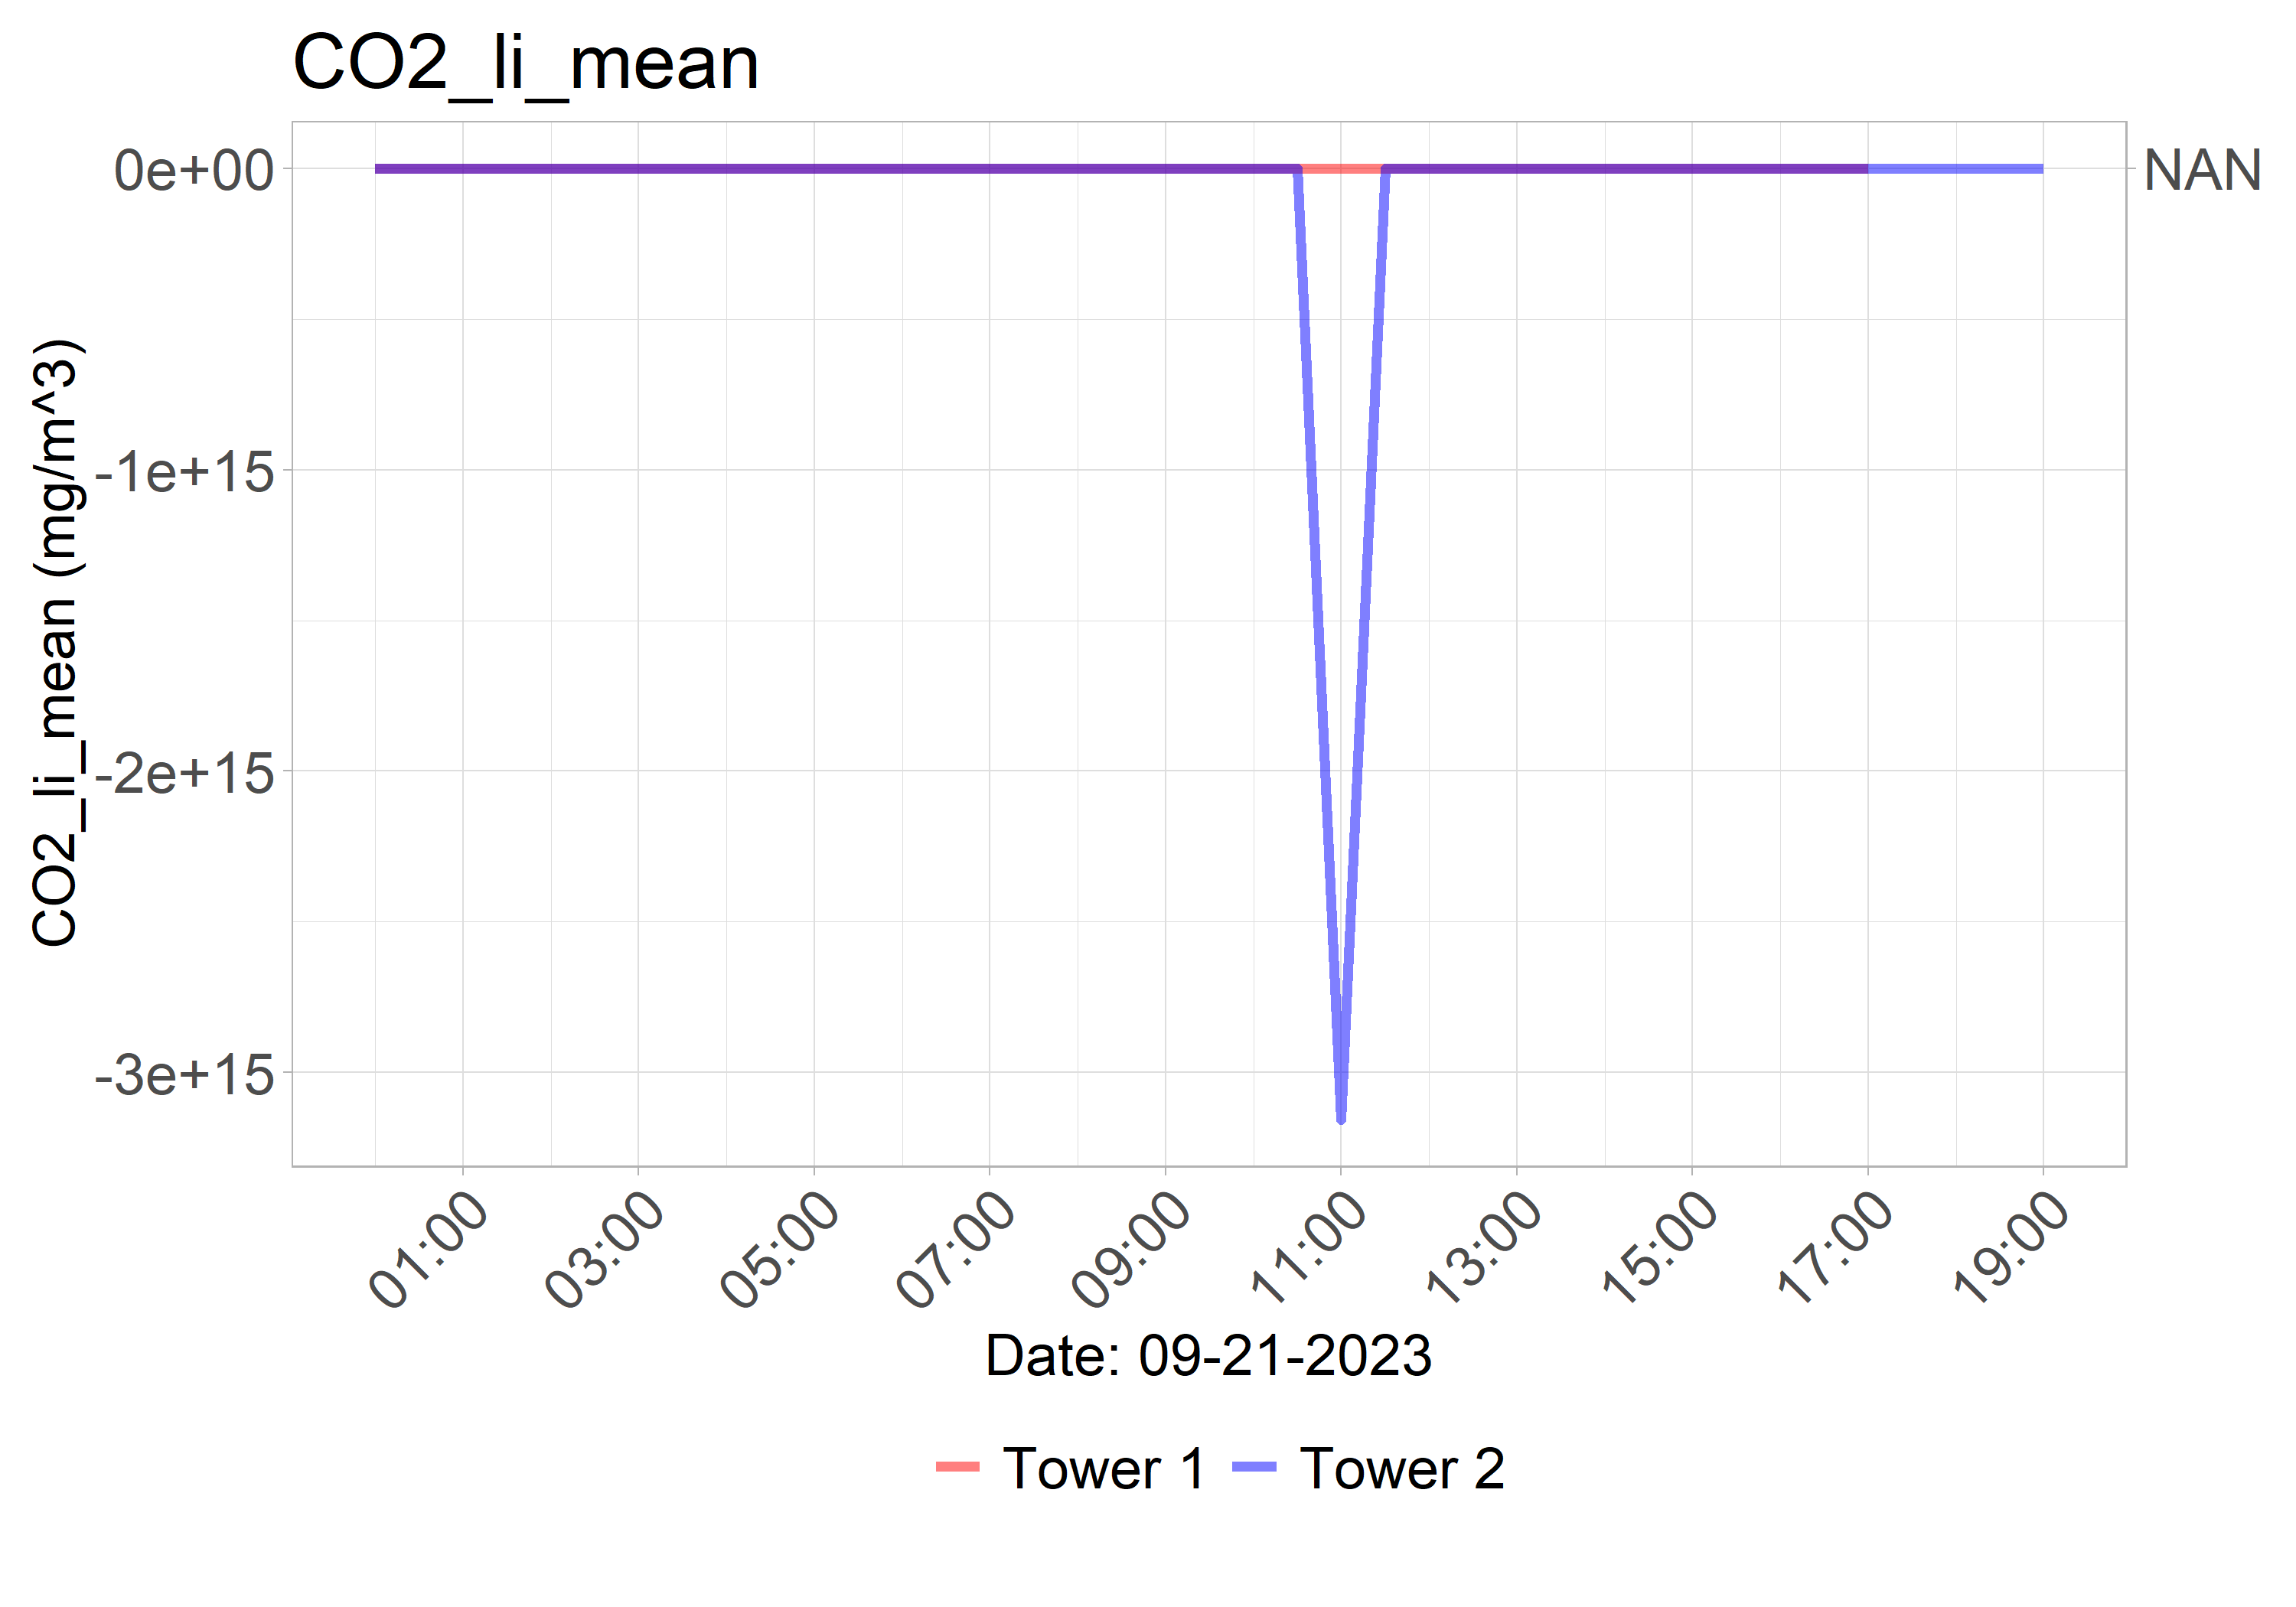 CO2_li_mean
CO2_li_mean (mg/m^3)
0e+00
-1e+15
-2e+15
-3e+15
NAN
01:00
03:00
05:00
07:00
09:00
11:00
13:00
15:00
17:00
19:00
Date: 09-21-2023
Tower 1
Tower 2